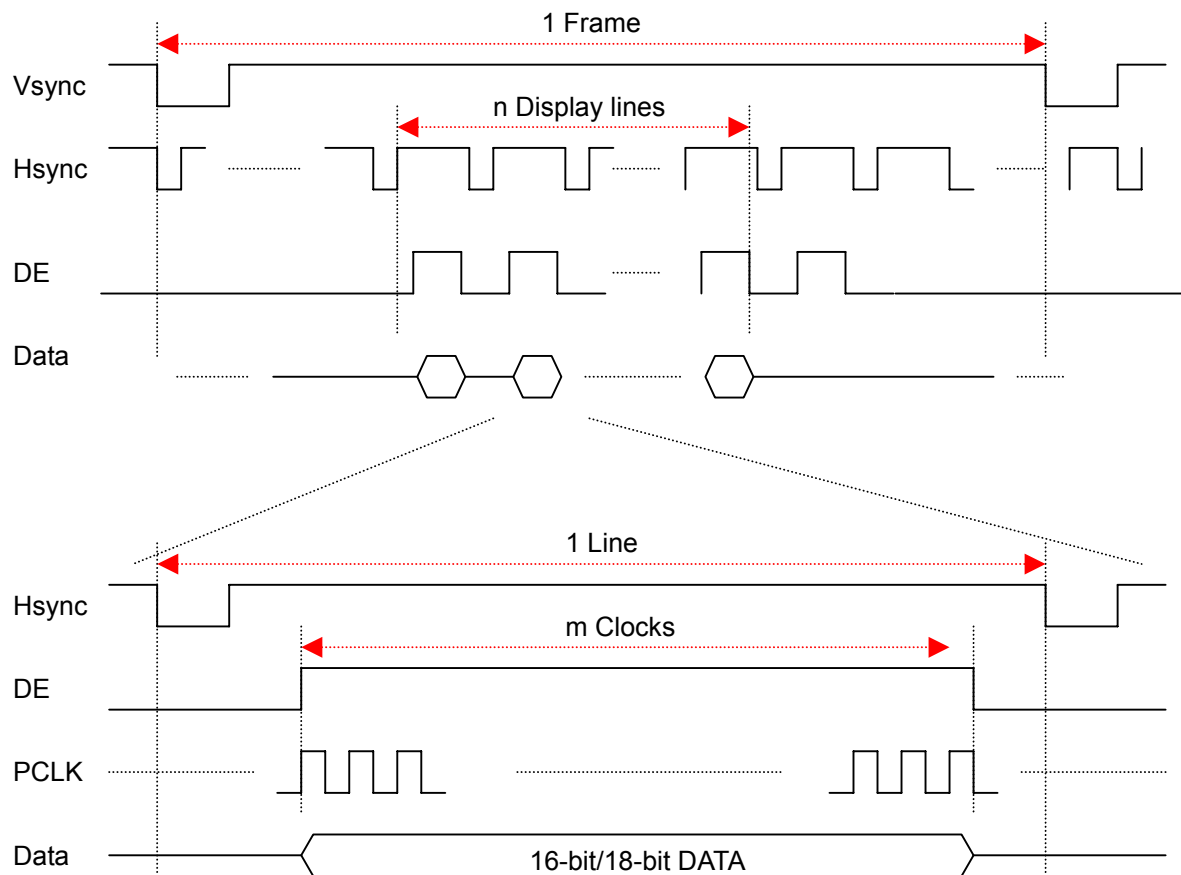 1 Frame
Vsync
n Display lines
Hsync
DE
Data
1 Line
Hsync
m Clocks
DE
PCLK
Data
16-bit/18-bit DATA